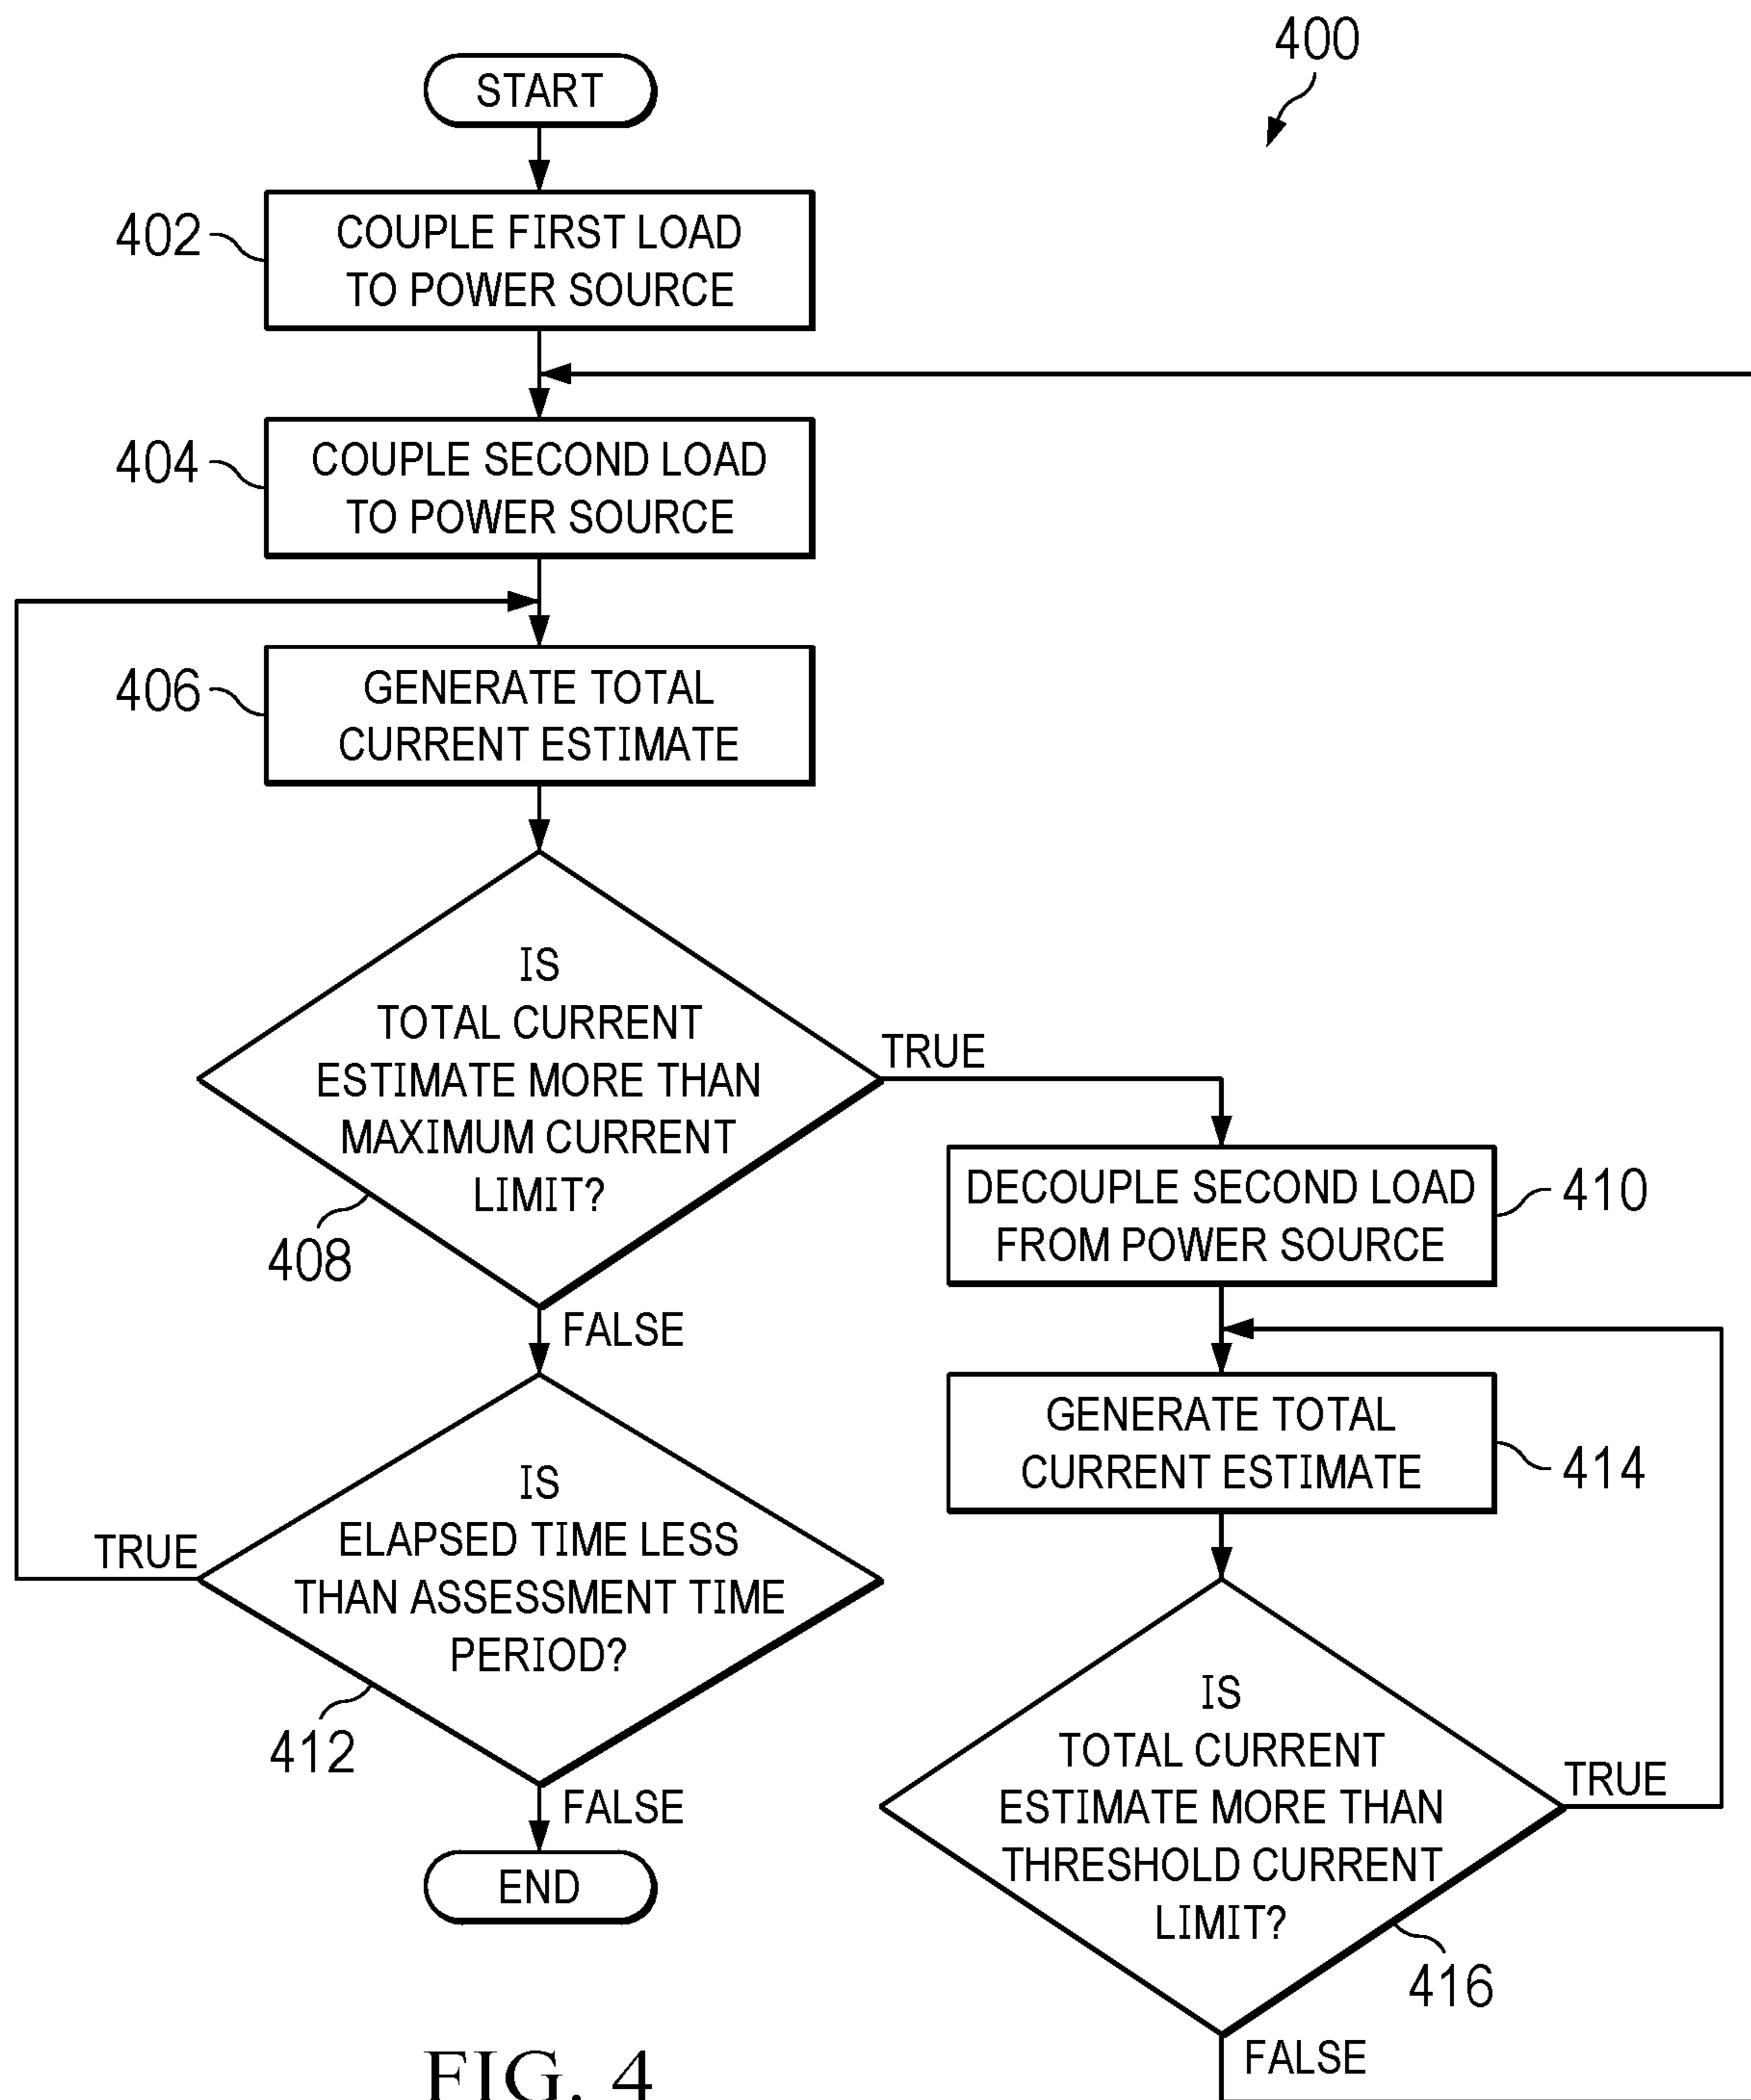 400
START
402
COUPLE FIRST LOAD
TO POWER SOURCE
404
COUPLE SECOND LOAD
TO POWER SOURCE
406
GENERATE TOTAL
CURRENT ESTIMATE
IS
TOTAL CURRENT
ESTIMATE MORE THAN
MAXIMUM CURRENT
LIMIT?
408
TRUE
FALSE
DECOUPLE SECOND LOAD
FROM POWER SOURCE
410
IS
ELAPSED TIME LESS
THAN ASSESSMENT TIME
PERIOD?
412
TRUE
FALSE
END
GENERATE TOTAL
CURRENT ESTIMATE
414
IS
TOTAL CURRENT
ESTIMATE MORE THAN
THRESHOLD CURRENT
LIMIT?
416
TRUE
FALSE
FIG. 4